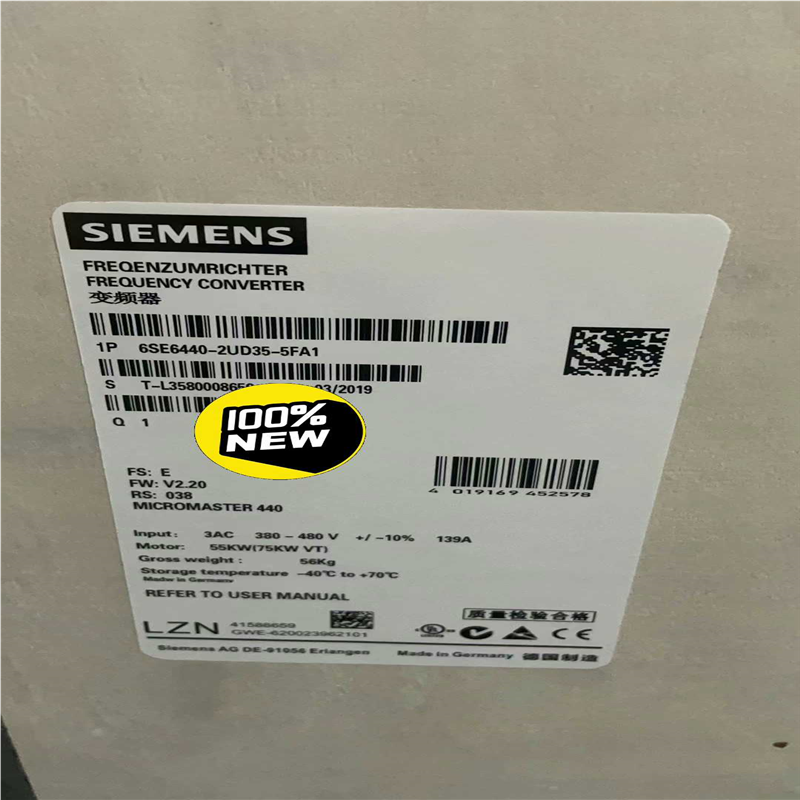 SIEMENS
FREQENZUMRICHTER
FREQUENCY CONVERTER
变频器
1P 6SE6440-2UD35-5FA1
S T-L35800086 03/2019
Q 1
100%
NEW
FS: E
FW: V2.20
RS: 038
MICROMASTER 440
4 019169 452578
Input: 3AC 380-480 V +/-10% 139A
Motor: 55KW(75KW VT)
Gross weight : 56Kg
Storage temperature -40℃ to +70℃
Madw in Germanv
REFER TO USER MANUAL
质量检验合格
LZN 41586659
GWE-620023962101
Siemens AG DE-91056 Erlangen Made in Germany 德国制造